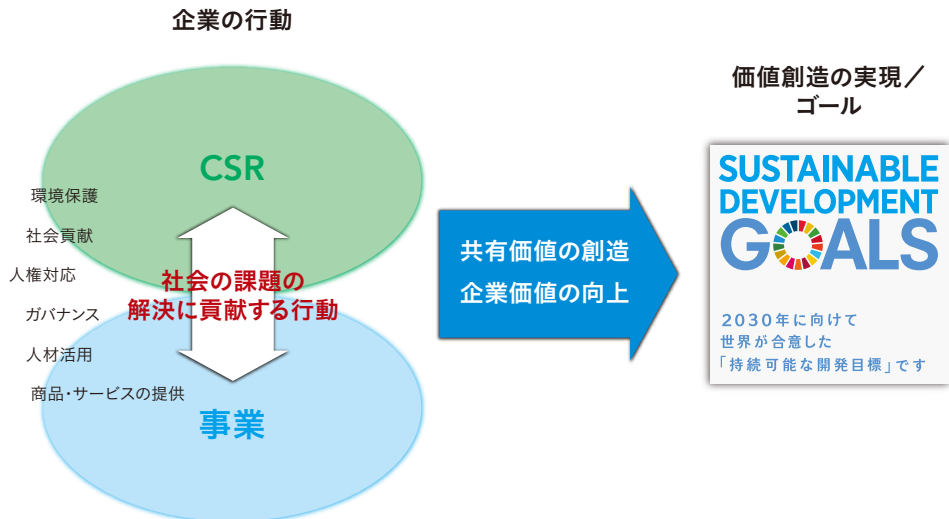 企業の行動
CSR
環境保護
社会貢献
人権対応
ガバナンス
人材活用
商品・サービスの提供
社会の課題の
解決に貢献する行動
事業
共有価値の創造
企業価値の向上
価値創造の実現／
ゴール
SUSTAINABLE
DEVELOPMENT
GOALS
2030年に向けて
世界が合意した
「持続可能な開発目標」です